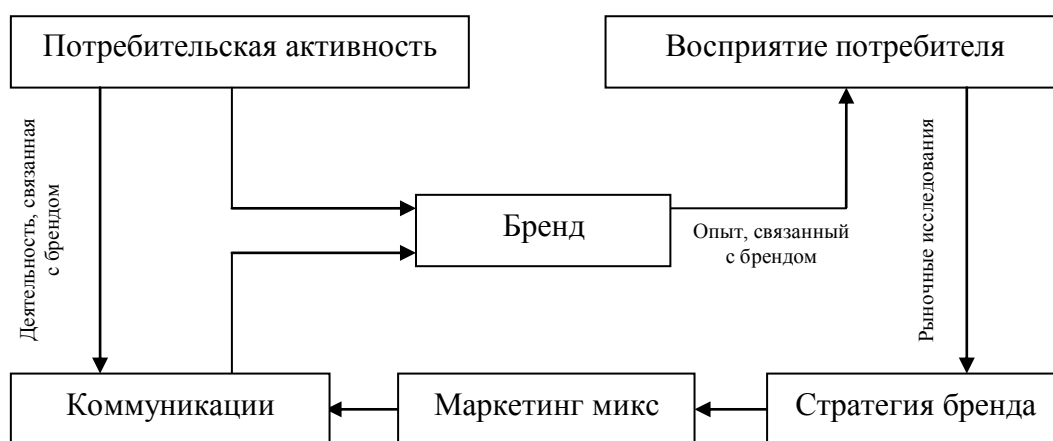 Потребительская активность
Восприятие потребителя
Деятельность, связанная
с брендом
Бренд
Опыт, связанный
с брендом
Рыночные исследования
Коммуникации
Маркетинг микс
Стратегия бренда